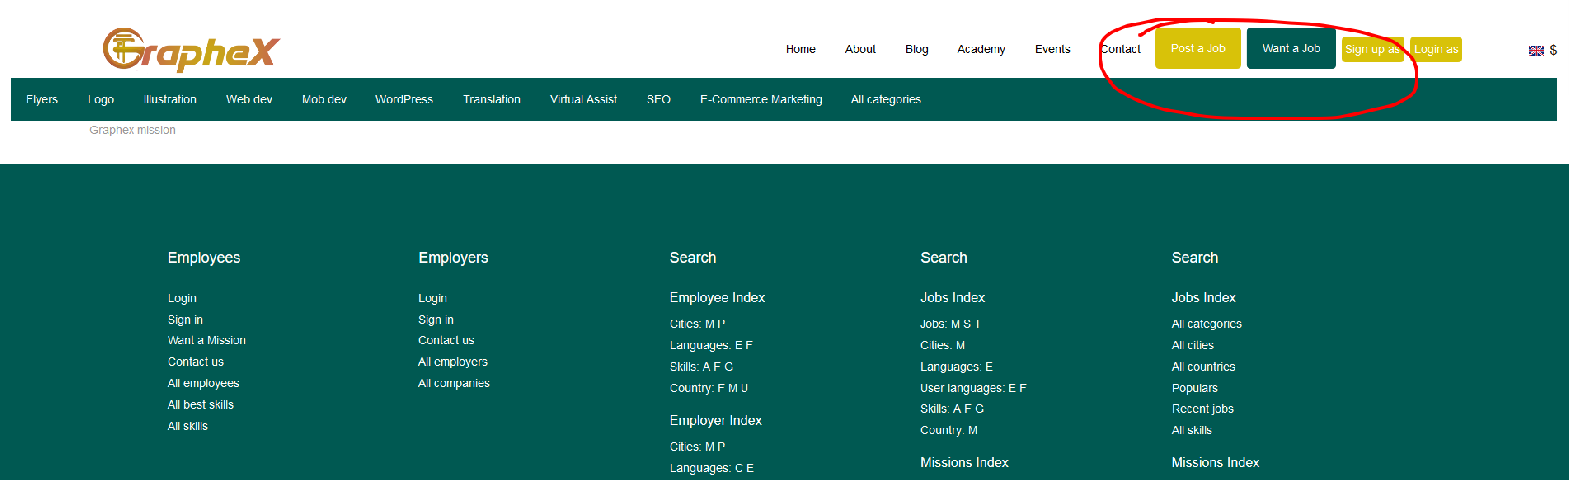 GrapheX
Home About Blog Academy Events Contact Post a Job Want a Job Sign up as Login as $
Flyers Logo Illustration Web dev Mob dev WordPress Translation Virtual Assist SEO E-Commerce Marketing All categories
Graphex mission
Employees
Login
Sign in
Want a Mission
Contact us
All employees
All best skills
All skills
Employers
Login
Sign in
Contact us
All employers
All companies
Search
Employee Index
Cities: M P
Languages: E F
Skills: A F G
Country: F M U
Employer Index
Cities: M P
Languages: C E
Search
Jobs Index
Jobs: M S T
Cities: M
Languages: E
User languages: E F
Skills: A F G
Country: M
Missions Index
Search
Jobs Index
All categories
All cities
All countries
Populars
Recent jobs
All skills
Missions Index